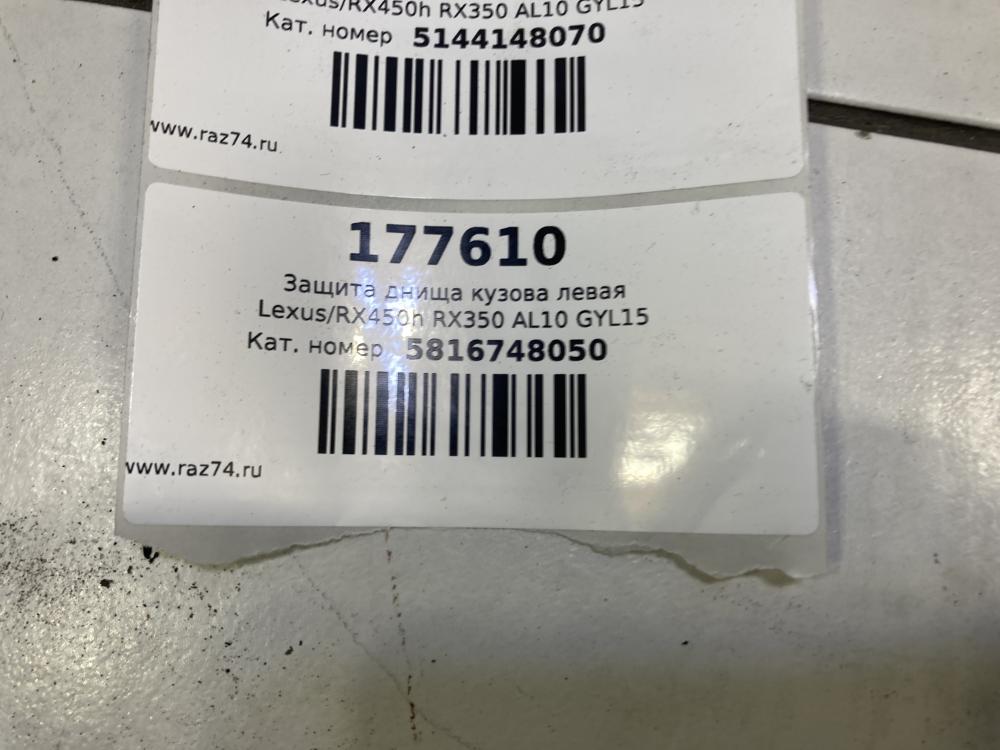 Lexus/RX450h RX350 AL10 GYL15
Кат. номер 5144148070
www.raz74.ru
177610
Защита днища кузова левая
Lexus/RX450h RX350 AL10 GYL15
Кат. номер 5816748050
www.raz74.ru